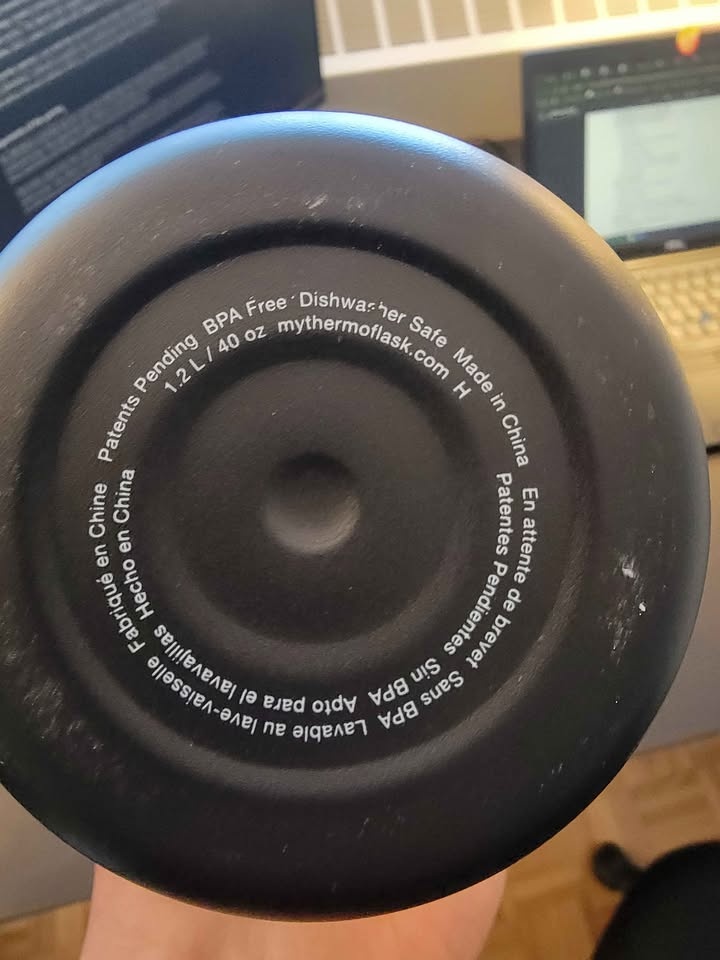 Patents Pending BPA Free Dishwasher Safe Made in China
En attente de brevet Sans BPA Lavable au lave-vaisselle Fabriqué en Chine
1.2 L / 40 oz mythermoflask.com H
Patentes Pendientes Sin BPA Apto para el lavavajillas Hecho en China